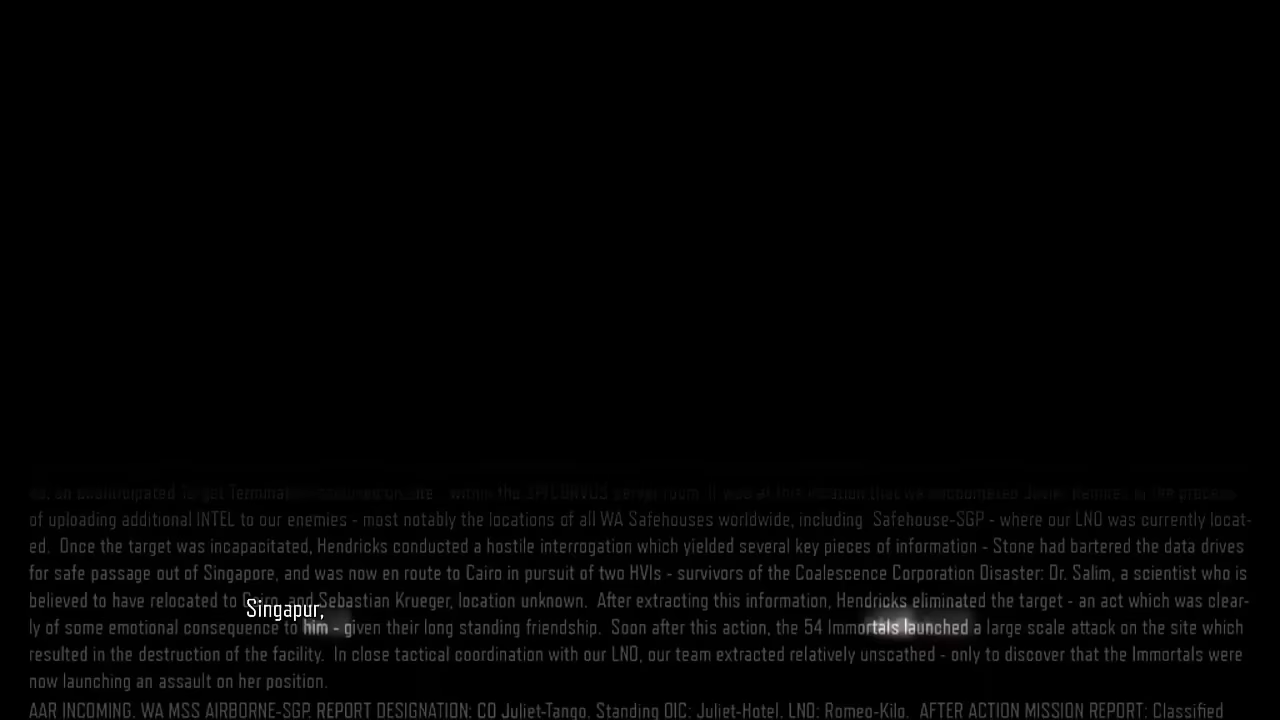 of uploading additional INTEL to our enemies - most notably the locations of all WA Safehouses worldwide, including  Safehouse-SGP - where our LNO was currently locat-
ed.  Once the target was incapacitated, Hendricks conducted a hostile interrogation which yielded several key pieces of information - Stone had bartered the data drives
for safe passage out of Singapore, and was now en route to Cairo in pursuit of two HVIs - survivors of the Coalescence Corporation Disaster: Dr. Salim, a scientist who is
believed to have relocated to Cairo, and Sebastian Krueger, location unknown.  After extracting this information, Hendricks eliminated the target - an act which was clear-
Singapur,
ly of some emotional consequence to him - given their long standing friendship.  Soon after this action, the 54 Immortals launched a large scale attack on the site which
resulted in the destruction of the facility.  In close tactical coordination with our LNO, our team extracted relatively unscathed - only to discover that the Immortals were
now launching an assault on her position.
AAR INCOMING. WA MSS AIRBORNE-SGP. REPORT DESIGNATION: CO Juliet-Tango. Standing OIC: Juliet-Hotel. LNO: Romeo-Kilo.  AFTER ACTION MISSION REPORT: Classified